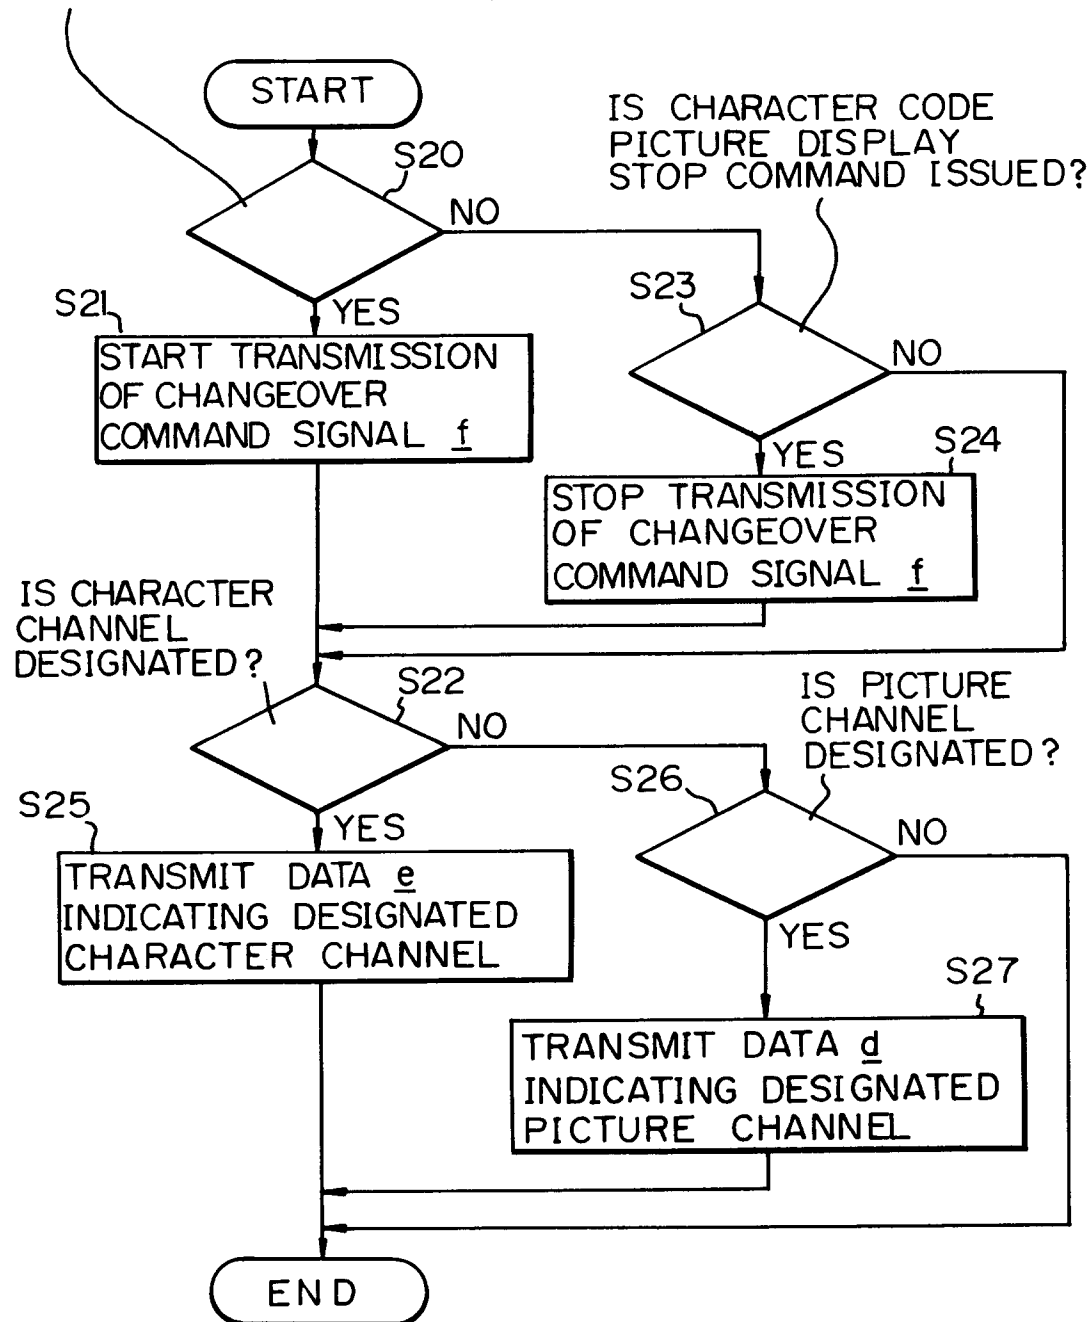 START
S20
IS CHARACTER CODE
PICTURE DISPLAY
STOP COMMAND ISSUED?
NO
YES
S21
START TRANSMISSION
OF CHANGEOVER
COMMAND SIGNAL f
S23
NO
YES
S24
STOP TRANSMISSION
OF CHANGEOVER
COMMAND SIGNAL f
IS CHARACTER
CHANNEL
DESIGNATED?
S22
NO
YES
IS PICTURE
CHANNEL
DESIGNATED?
S26
NO
YES
S25
TRANSMIT DATA e
INDICATING DESIGNATED
CHARACTER CHANNEL
S27
TRANSMIT DATA d
INDICATING DESIGNATED
PICTURE CHANNEL
END